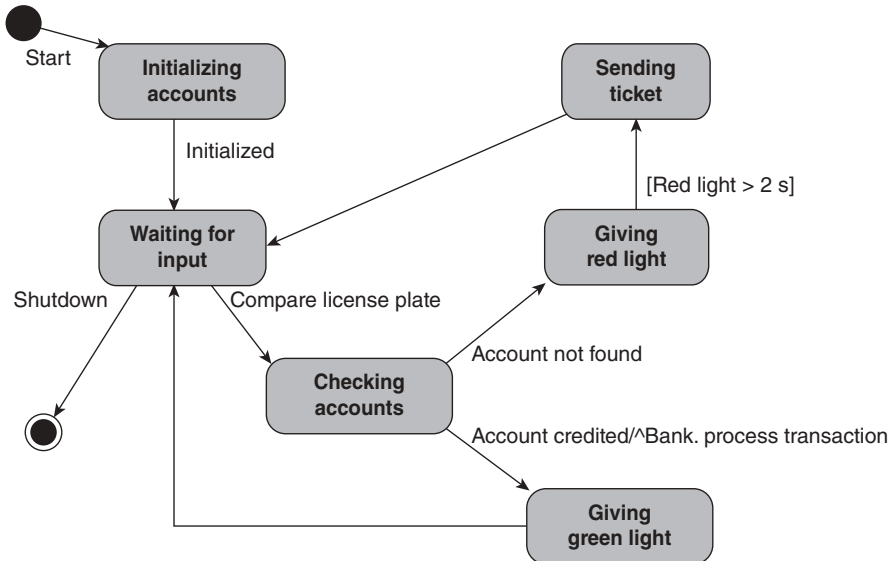 Start
Initializing
accounts
Initialized
Sending
ticket
[Red light > 2 s]
Waiting for
input
Giving
red light
Shutdown
Compare license plate
Account not found
Checking
accounts
Account credited/^Bank. process transaction
Giving
green light